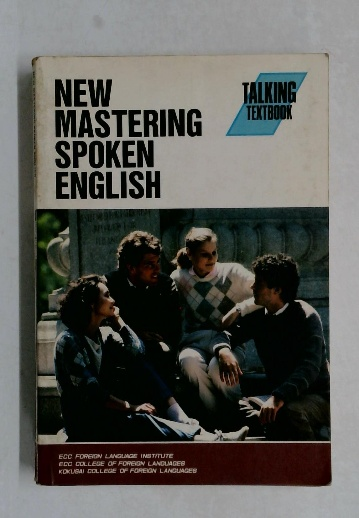 NEW
MASTERING
SPOKEN
ENGLISH
TALKING
TEXTBOOK
ECC FOREIGN LANGUAGE INSTITUTE
ECC COLLEGE OF FOREIGN LANGUAGES
KOKUSAI COLLEGE OF FOREIGN LANGUAGES